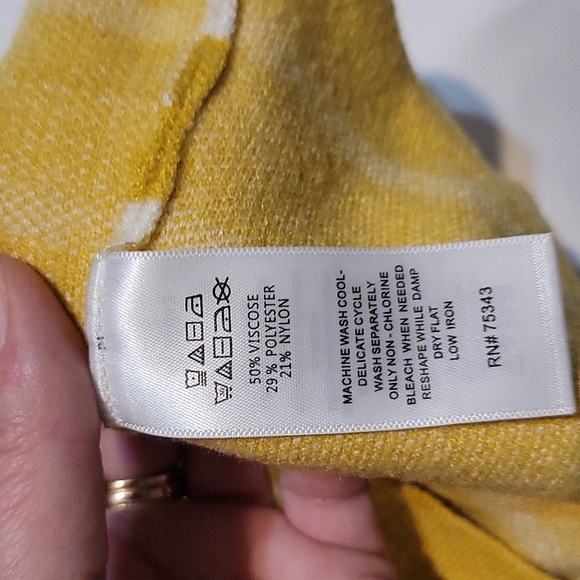 50% VISCOSE
29% POLYESTER
21% NYLON
MACHINE WASH COOL-
DELICATE CYCLE
WASH SEPARATELY
ONLY NON-CHLORINE
BLEACH WHEN NEEDED
RESHAPE WHILE DAMP
DRY FLAT
LOW IRON
RN# 75343